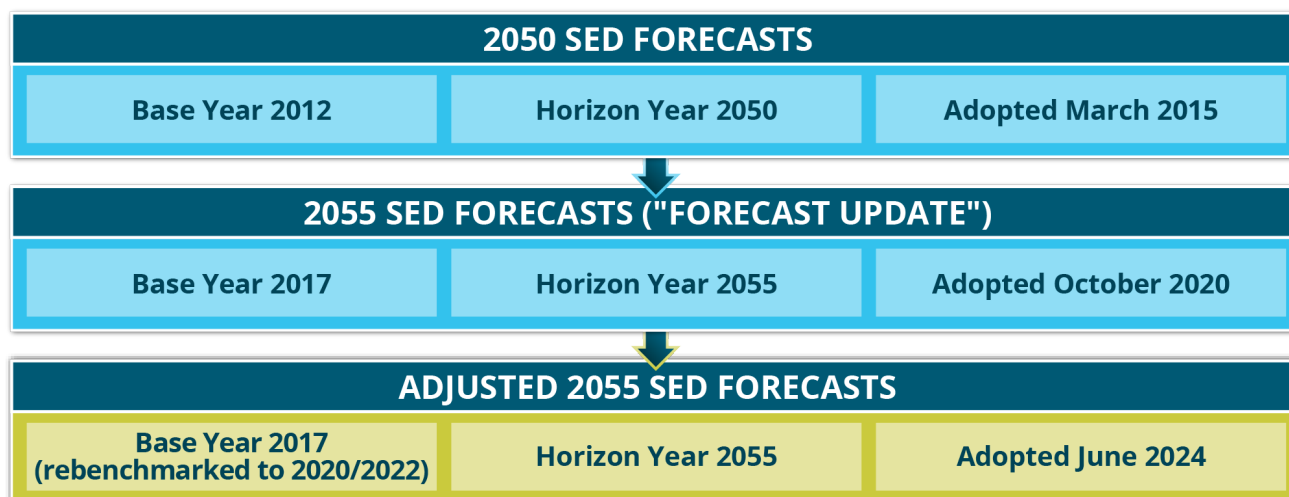 2050 SED FORECASTS
Base Year 2012
Horizon Year 2050
Adopted March 2015
2055 SED FORECASTS ("FORECAST UPDATE")
Base Year 2017
Horizon Year 2055
Adopted October 2020
ADJUSTED 2055 SED FORECASTS
Base Year 2017
(rebenchmarked to 2020/2022)
Horizon Year 2055
Adopted June 2024